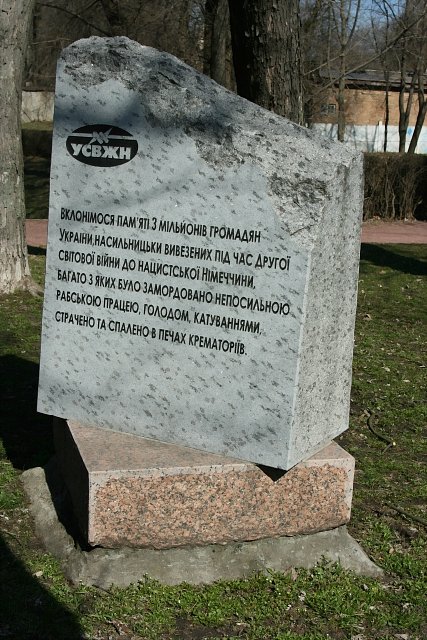 УСВЖН
ВКЛОНІМОСЯ ПАМ'ЯТІ 3 МІЛЬЙОНІВ ГРОМАДЯН
УКРАЇНИ, НАСИЛЬНИЦЬКИ ВИВЕЗЕНИХ ПІД ЧАС ДРУГОЇ
СВІТОВОЇ ВІЙНИ ДО НАЦИСТСЬКОЇ НІМЕЧЧИНИ,
БАГАТО З ЯКИХ БУЛО ЗАМОРДОВАНО НЕПОСИЛЬНОЮ
РАБСЬКОЮ ПРАЦЕЮ, ГОЛОДОМ, КАТУВАННЯМИ,
СТРАЧЕНО ТА СПАЛЕНО В ПЕЧАХ КРЕМАТОРІЇВ.